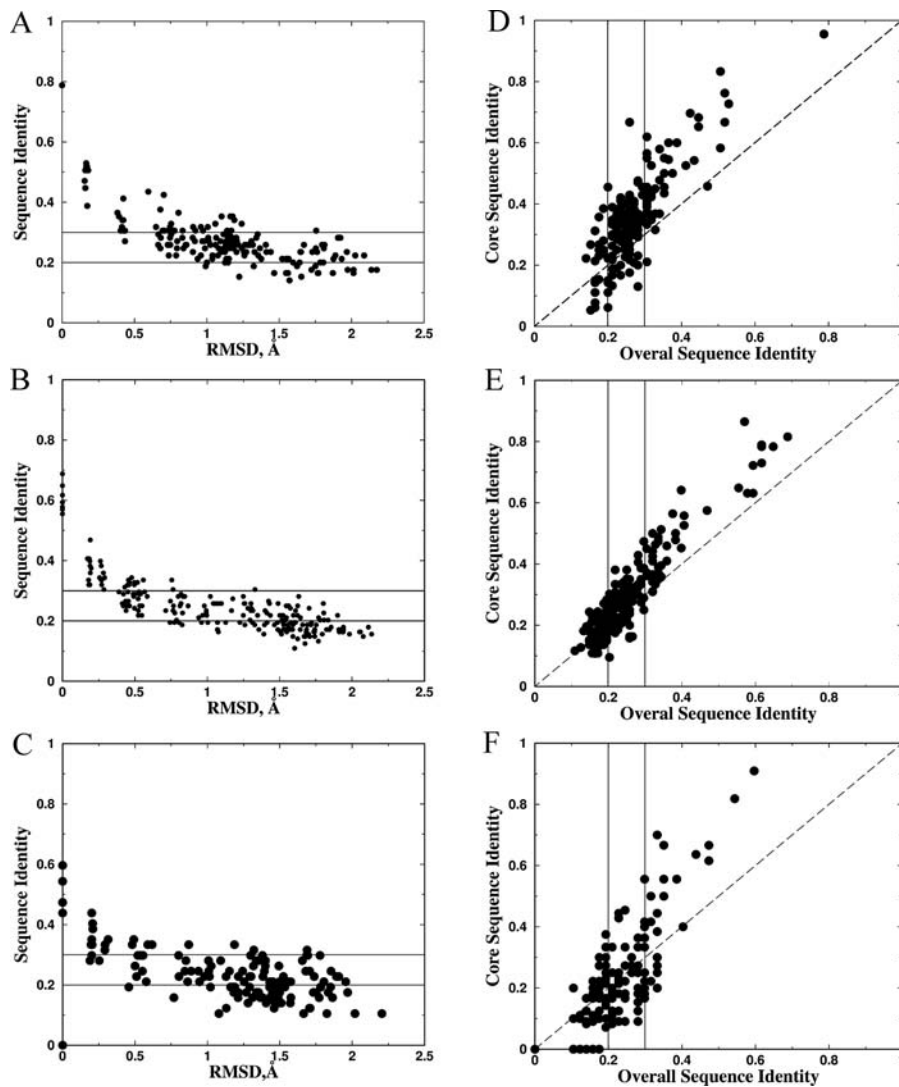 A
Sequence Identity
1
0.8
0.6
0.4
0.2
0
0 0.5 1 1.5 2 2.5
RMSD, Å
D
Core Sequence Identity
1
0.8
0.6
0.4
0.2
0
0 0.2 0.4 0.6 0.8
Overal Sequence Identity
B
Sequence Identity
1
0.8
0.6
0.4
0.2
0
0 0.5 1 1.5 2 2.5
RMSD, Å
E
Core Sequence Identity
1
0.8
0.6
0.4
0.2
0
0 0.2 0.4 0.6 0.8
Overal Sequence Identity
C
Sequence Identity
1
0.8
0.6
0.4
0.2
0
0 0.5 1 1.5 2 2.5
RMSD,Å
F
Core Sequence Identity
1
0.8
0.6
0.4
0.2
0
0 0.2 0.4 0.6 0.8
Overall Sequence Identity